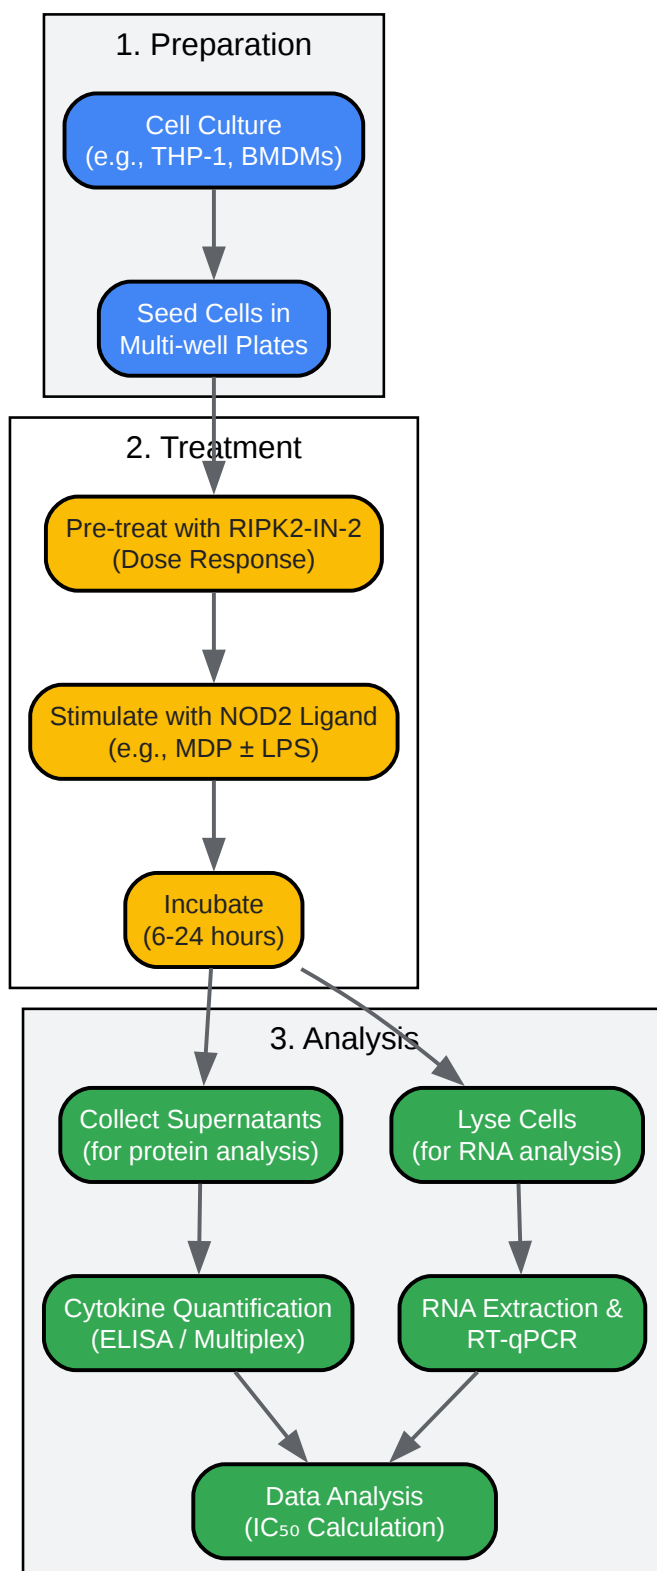 1. Preparation
Cell Culture
(e.g., THP-1, BMDMs)
Seed Cells in
Multi-well Plates
2. Treatment
Pre-treat with RIPK2-IN-2
(Dose Response)
Stimulate with NOD2 Ligand
(e.g., MDP ± LPS)
Incubate
(6-24 hours)
3. Analysis
Collect Supernatants
(for protein analysis)
Lyse Cells
(for RNA analysis)
Cytokine Quantification
(ELISA / Multiplex)
RNA Extraction &
RT-qPCR
Data Analysis
(IC₅₀ Calculation)